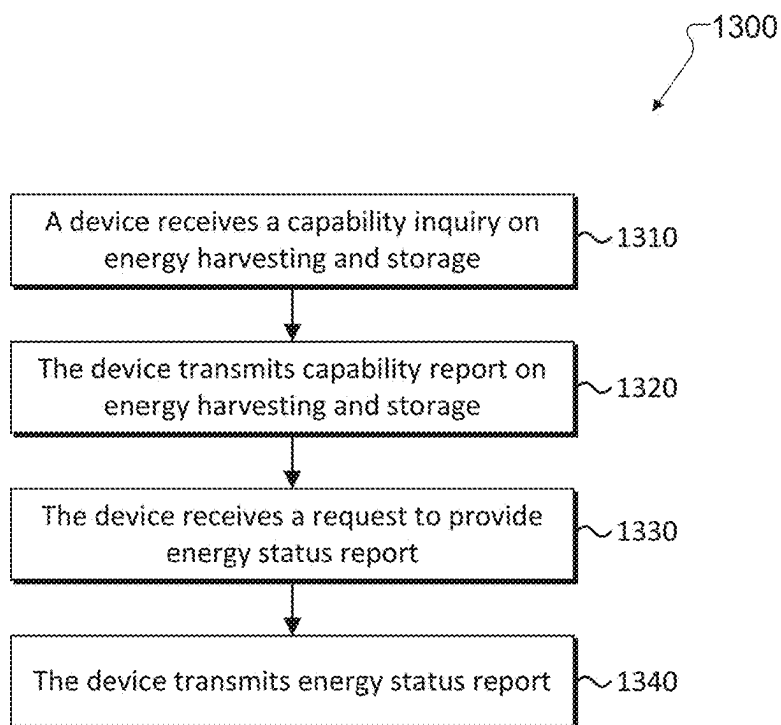 1300
A device receives a capability inquiry on
energy harvesting and storage
1310
The device transmits capability report on
energy harvesting and storage
1320
The device receives a request to provide
energy status report
1330
The device transmits energy status report
1340